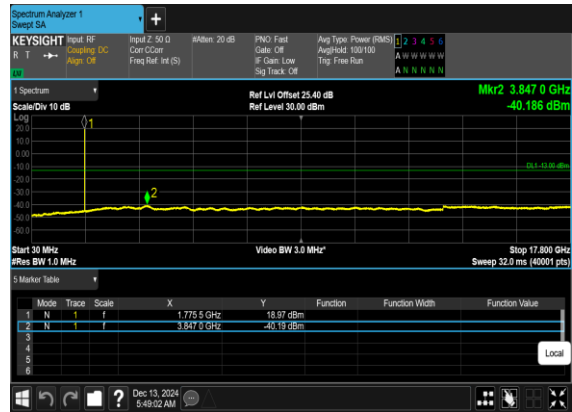 Spectrum Analyzer 1
Swept SA
+
KEYSIGHT Input: RF Input Z: 50 Ω #Atten: 20 dB PNO: Fast Avg Type: Power (RMS) 1 2 3 4 5 6
R T Coupling: DC Corr CCorr Gate: Off Avg|Hold: 100/100 A W W W W W
Align: Off Freq Ref: Int (S) IF Gain: Low Trig: Free Run
Sig Track: Off A N N N N N
1 Spectrum Ref Lvl Offset 25.40 dB Mkr2 3.847 0 GHz
Scale/Div 10 dB Ref Level 30.00 dBm -40.186 dBm
Log
20.0
10.0
0.00
-10.0
-20.0
-30.0
-40.0
-50.0
-60.0
1
DL1 -13.00 dBm
2
Start 30 MHz Video BW 3.0 MHz* Stop 17.800 GHz
#Res BW 1.0 MHz Sweep 32.0 ms (40001 pts)
5 Marker Table
Mode Trace Scale X Y Function Function Width Function Value
1 N 1 f 1.775 5 GHz 18.97 dBm
2 N 1 f 3.847 0 GHz -40.19 dBm
3
4
5
6
Local
? Dec 13, 2024
5:49:02 AM